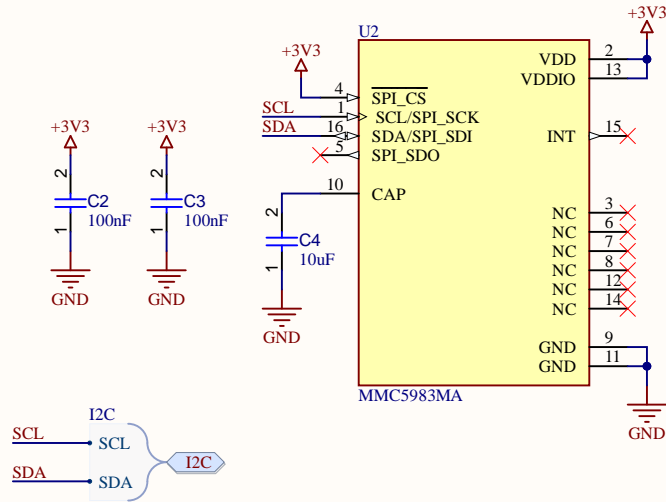 U2
+3V3
+3V3
2 VDD
13 VDDIO
4 SPI_CS
SCL 1 SCL/SPI_SCK
SDA 16 SDA/SPI_SDI
15 INT
5 SPI_SDO
+3V3
+3V3
10 CAP
2
C2
100nF
1
GND
2
C3
100nF
1
GND
2
C4
10uF
1
GND
3 NC
6 NC
7 NC
8 NC
12 NC
14 NC
9 GND
11 GND
MMC5983MA
GND
I2C
SCL SCL
I2C
SDA SDA